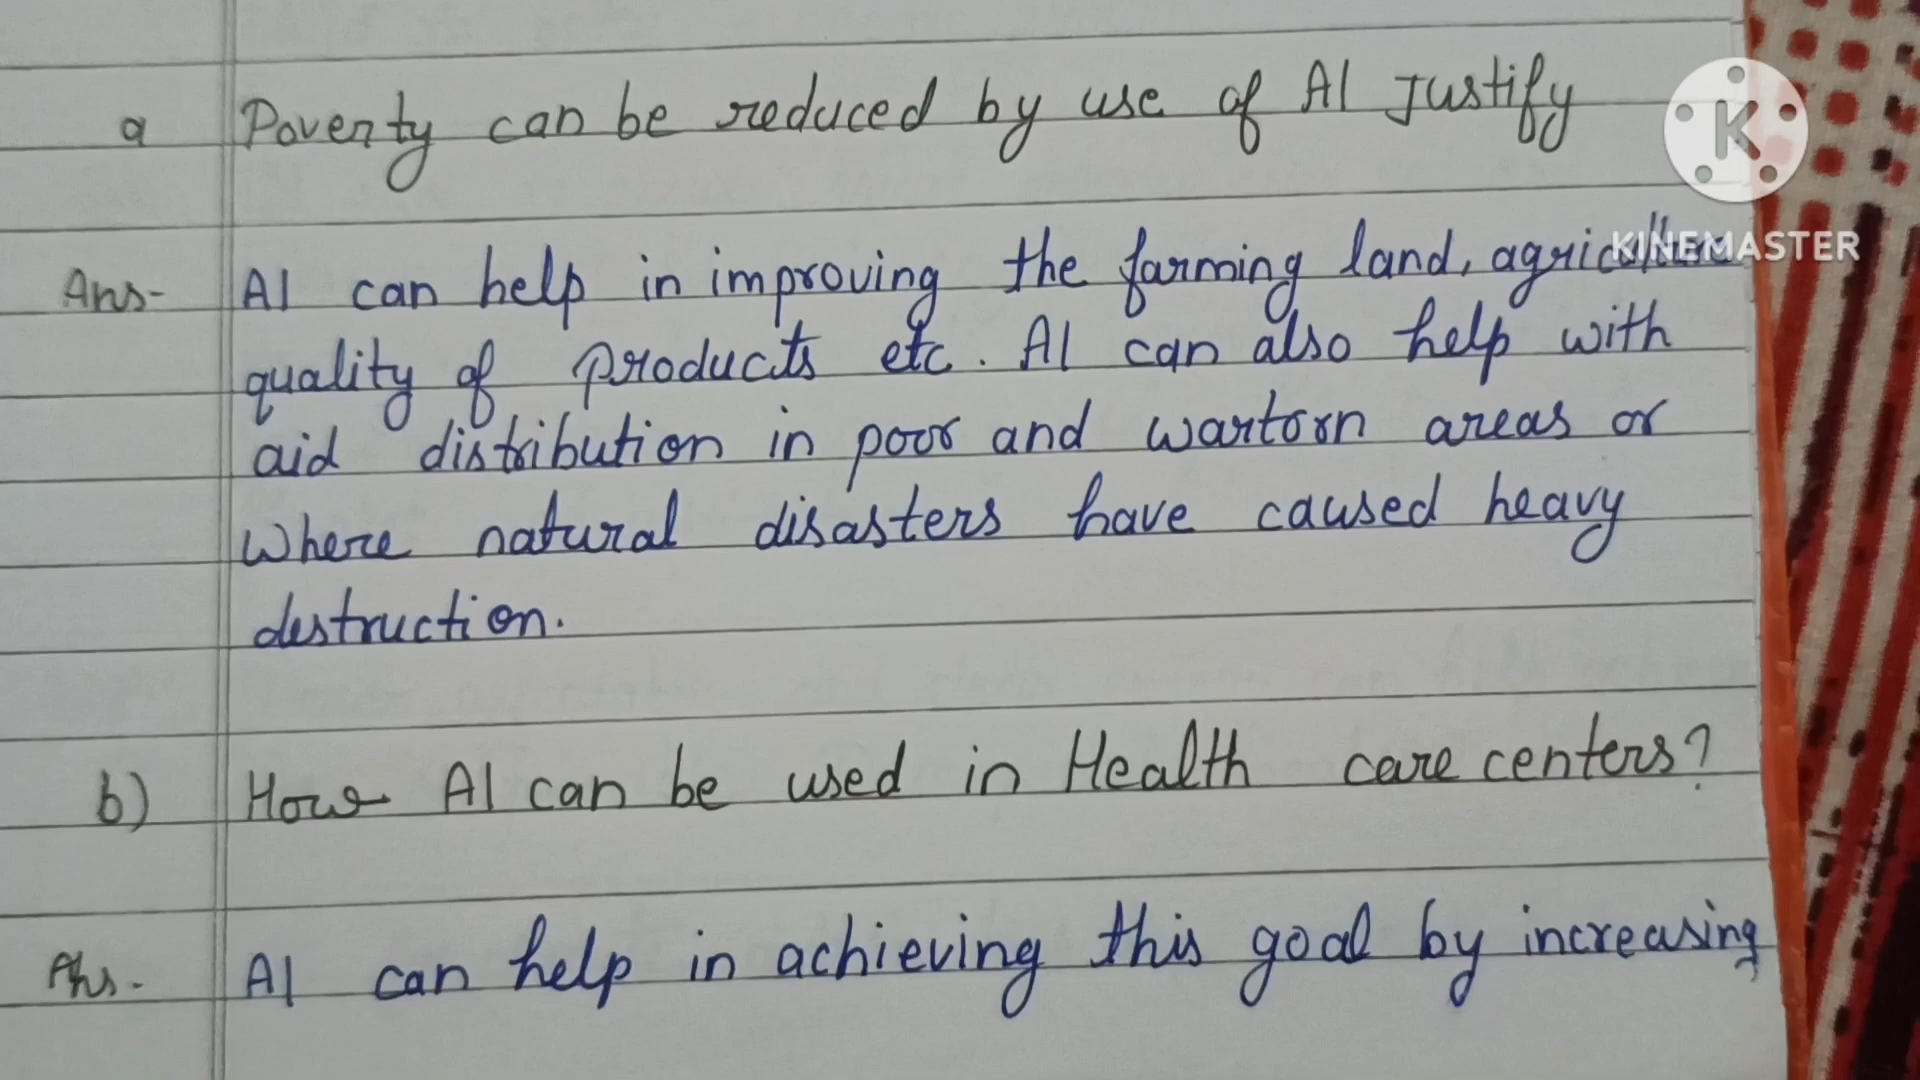 a Poverty can be reduced by use of AI Justify
K
KINEMASTER
Ans- AI can help in improving the farming land, agriculture
quality of products etc. AI can also help with
aid distribution in poor and wartorn areas or
Where natural disasters have caused heavy
destruction.
b) How AI can be used in Health care centers?
Ans. AI can help in achieving this goal by increasing